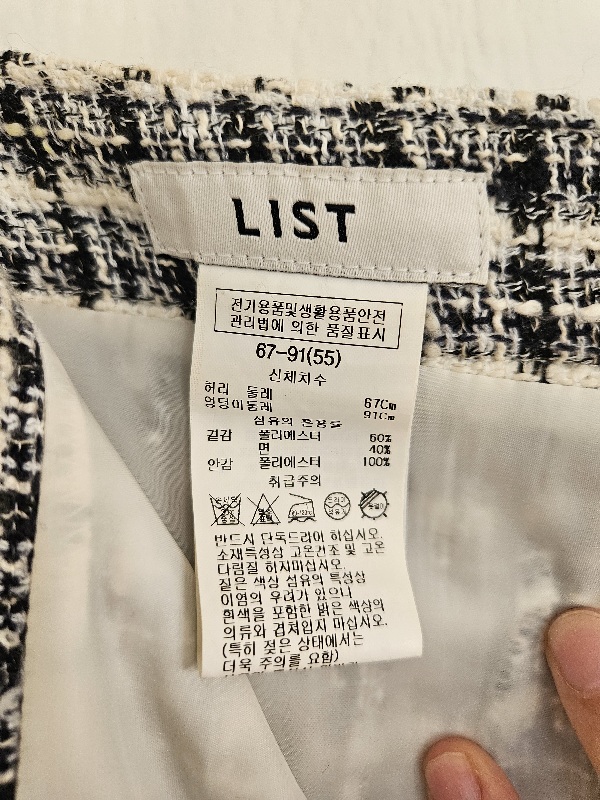 LIST
전기용품및생활용품안전
관리법에 의한 품질표시
67-91(55)
신체치수
허리 둘레 67Cm
엉덩이둘레 91Cm
섬유의 혼용율
겉감 폴리에스터 60%
면 40%
안감 폴리에스터 100%
취급주의
드라이
반드시 단독드라이 하십시오.
소재특성상 고온건조 및 고온
다림질 하지마십시오.
짙은 색상 섬유의 특성상
이염의 우려가 있으니
흰색을 포함한 밝은 색상의
의류와 겹쳐입지 마십시오.
(특히 젖은 상태에서는
더욱 주의를 요함)